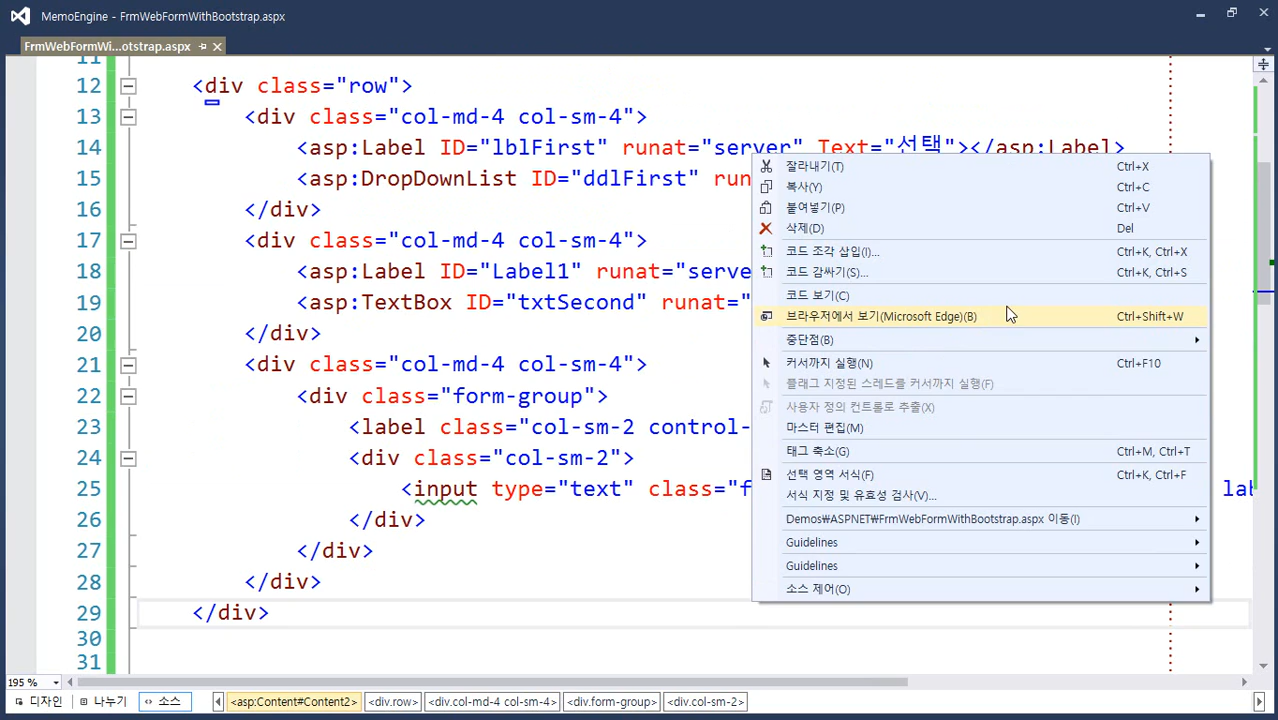 MemoEngine - FrmWebFormWithBootstrap.aspx
FrmWebFormWi...otstrap.aspx
11
12 <div class="row">
13 <div class="col-md-4 col-sm-4">
14 <asp:Label ID="lblFirst" runat="server" Text="선택"></asp:Label>
15 <asp:DropDownList ID="ddlFirst" run
16 </div>
17 <div class="col-md-4 col-sm-4">
18 <asp:Label ID="Label1" runat="serve
19 <asp:TextBox ID="txtSecond" runat="
20 </div>
21 <div class="col-md-4 col-sm-4">
22 <div class="form-group">
23 <label class="col-sm-2 control-
24 <div class="col-sm-2">
25 <input type="text" class="f lab
26 </div>
27 </div>
28 </div>
29 </div>
30
31
잘라내기(T) Ctrl+X
복사(Y) Ctrl+C
붙여넣기(P) Ctrl+V
삭제(D) Del
코드 조각 삽입(I)... Ctrl+K, Ctrl+X
코드 감싸기(S)... Ctrl+K, Ctrl+S
코드 보기(C)
브라우저에서 보기(Microsoft Edge)(B) Ctrl+Shift+W
중단점(B)
커서까지 실행(N) Ctrl+F10
플래그 지정된 스레드를 커서까지 실행(F)
사용자 정의 컨트롤로 추출(X)
마스터 편집(M)
태그 축소(G) Ctrl+M, Ctrl+T
선택 영역 서식(F) Ctrl+K, Ctrl+F
서식 지정 및 유효성 검사(V)...
Demos₩ASPNET₩FrmWebFormWithBootstrap.aspx 이동(I)
Guidelines
Guidelines
소스 제어(O)
195 %
디자인 나누기 소스 <asp:Content#Content2> <div.row> <div.col-md-4 col-sm-4> <div.form-group> <div.col-sm-2>